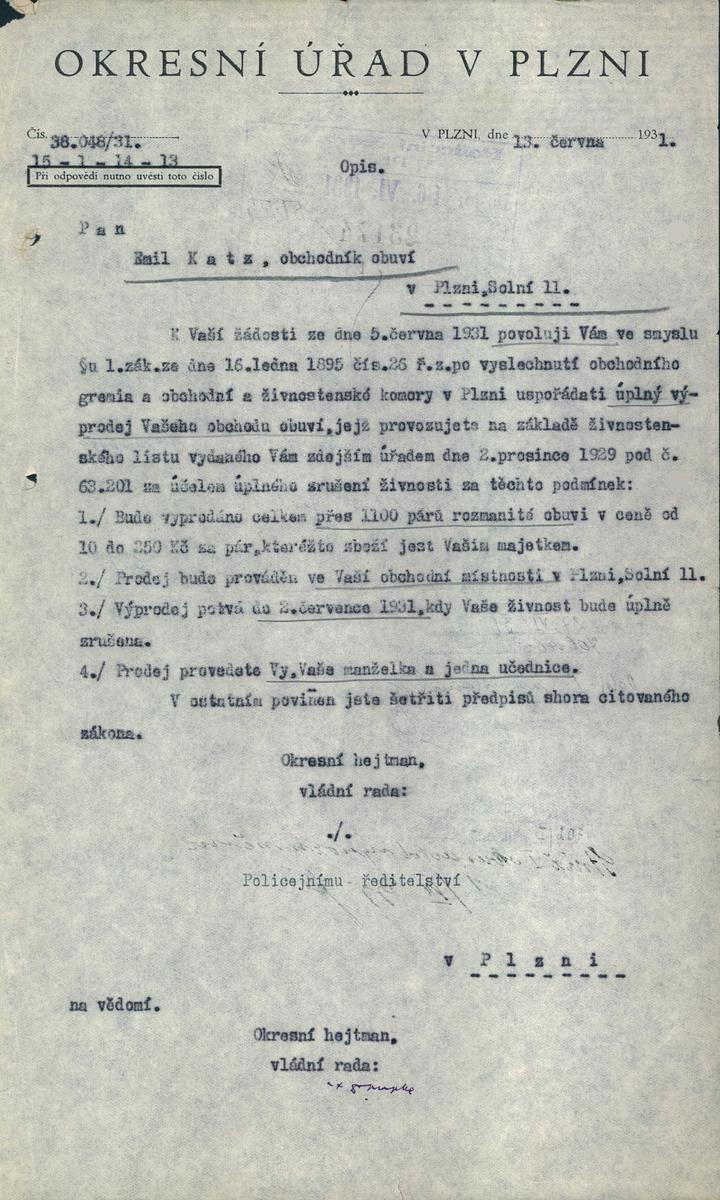 OKRESNÍ ÚŘAD V PLZNI
Čís. 38.048/31.
V PLZNI, dne 13. června 1931.
15 - 1 - 14 - 13
Při odpovědi nutno uvésti toto číslo
Opis.
P a n
Emil K a t z , obchodník obuví
v Plzni,Solní 11.
K Vaší žádosti ze dne 5.června 1931 povoluji Vám ve smyslu
§u 1.zák.ze dne 16.ledna 1895 čís.26 ř.z.po vyslechnutí obchodního
gremia a obchodní a živnostenské komory v Plzni uspořádati úplný vý-
prodej Vašeho obchodu obuví,jejž provozujete na základě živnosten-
ského listu vydaného Vám zdejším úřadem dne 2.prosince 1929 pod č.
63.201 za účelem úplného zrušení živnosti za těchto podmínek:
1./ Bude vyprodáno celkem přes 1100 párů rozmanité obuvi v ceně od
10 do 250 Kč za pár,kteréžto zboží jest Vaším majetkem.
2./ Prodej bude prováděn ve Vaší obchodní místnosti v Plzni,Solní 11.
3./ Výprodej potvá do 2.července 1931,kdy Vaše živnost bude úplně
zrušena.
4./ Prodej provedete Vy,Vaše manželka a jedna učednice.
V ostatním povinen jste šetřiti předpisů shora citovaného
zákona.
Okresní hejtman,
vládní rada:
./.
Policejnímu ředitelství
v P l z n i
na vědomí.
Okresní hejtman,
vládní rada: